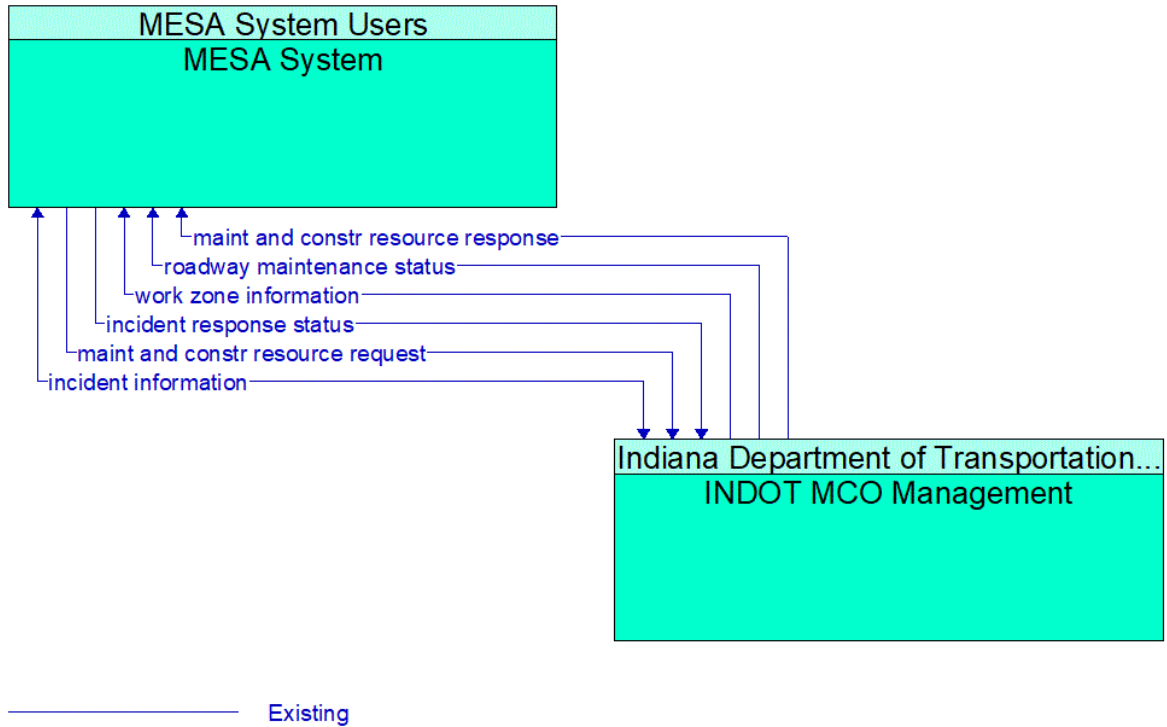 MESA System Users
MESA System
maint and constr resource response
roadway maintenance status
work zone information
incident response status
maint and constr resource request
incident information
Indiana Department of Transportation...
INDOT MCO Management
Existing